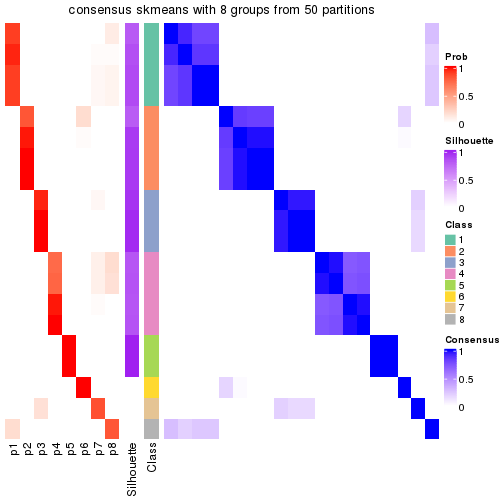 consensus skmeans with 8 groups from 50 partitions
Prob
1
0.5
0
Silhouette
1
0.5
0
Class
1
2
3
4
5
6
7
8
Consensus
1
0.5
0
p1
p2
p3
p4
p5
p6
p7
p8
Silhouette
Class